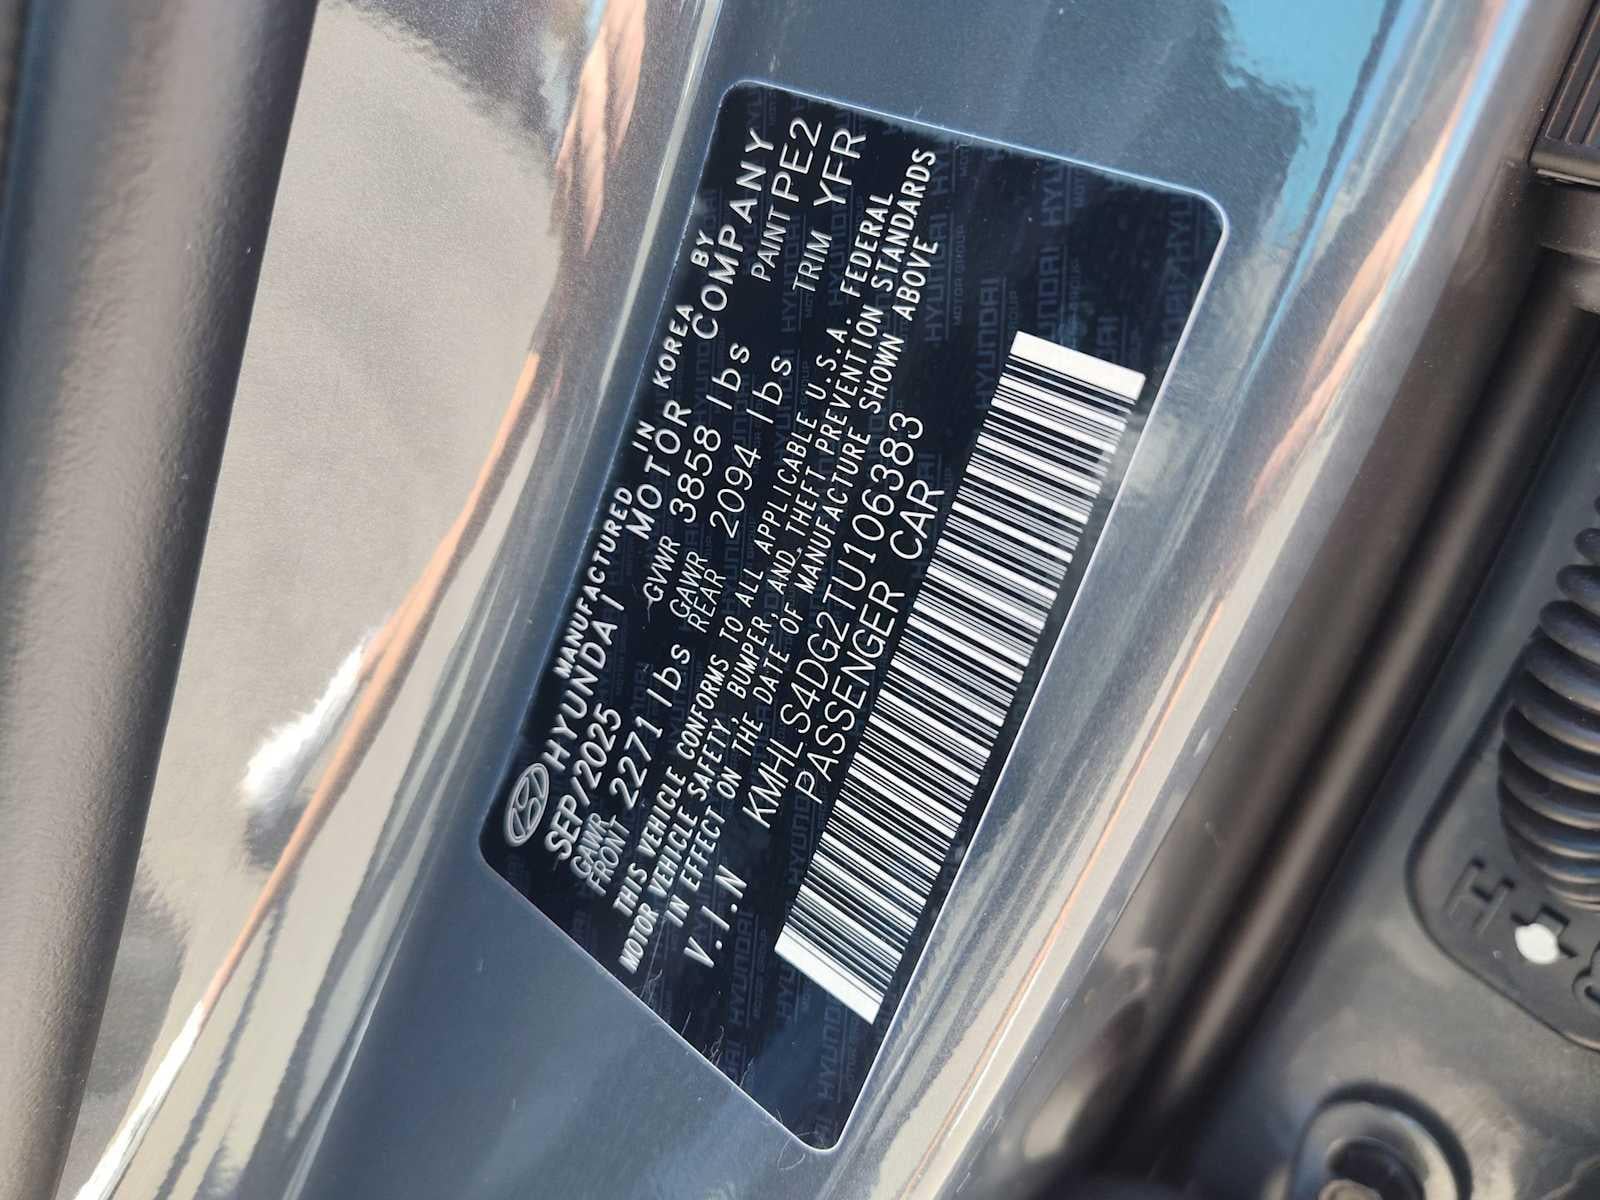 MANUFACTURED IN KOREA BY
HYUNDAI MOTOR COMPANY
SEP/2025 GVWR 3858 lbs PAINT PE2
GAWR FRONT 2271 lbs GAWR REAR 2094 lbs TRIM YFR
THIS VEHICLE CONFORMS TO ALL APPLICABLE U.S.A. FEDERAL
MOTOR VEHICLE SAFETY, BUMPER, AND THEFT PREVENTION STANDARDS
IN EFFECT ON THE DATE OF MANUFACTURE SHOWN ABOVE
V.I.N KMHLS4DG2TU106383
PASSENGER CAR